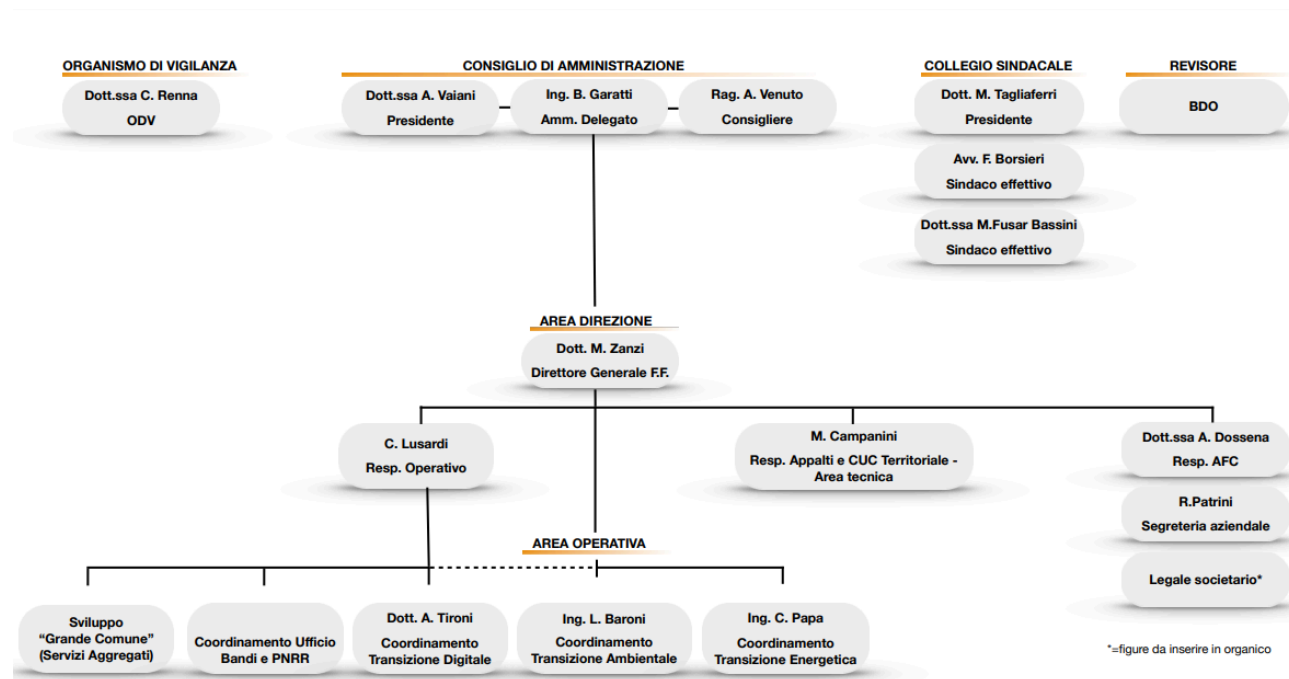 ORGANISMO DI VIGILANZA
Dott.ssa C. Renna
ODV
CONSIGLIO DI AMMINISTRAZIONE
Dott.ssa A. Vaiani
Presidente
Ing. B. Garatti
Amm. Delegato
Rag. A. Venuto
Consigliere
COLLEGIO SINDACALE
Dott. M. Tagliaferri
Presidente
Avv. F. Borsieri
Sindaco effettivo
Dott.ssa M.Fusar Bassini
Sindaco effettivo
REVISORE
BDO
AREA DIREZIONE
Dott. M. Zanzi
Direttore Generale F.F.
C. Lusardi
Resp. Operativo
M. Campanini
Resp. Appalti e CUC Territoriale -
Area tecnica
Dott.ssa A. Dossena
Resp. AFC
R.Patrini
Segreteria aziendale
Legale societario*
AREA OPERATIVA
Sviluppo
“Grande Comune”
(Servizi Aggregati)
Coordinamento Ufficio
Bandi e PNRR
Dott. A. Tironi
Coordinamento
Transizione Digitale
Ing. L. Baroni
Coordinamento
Transizione Ambientale
Ing. C. Papa
Coordinamento
Transizione Energetica
*=figure da inserire in organico